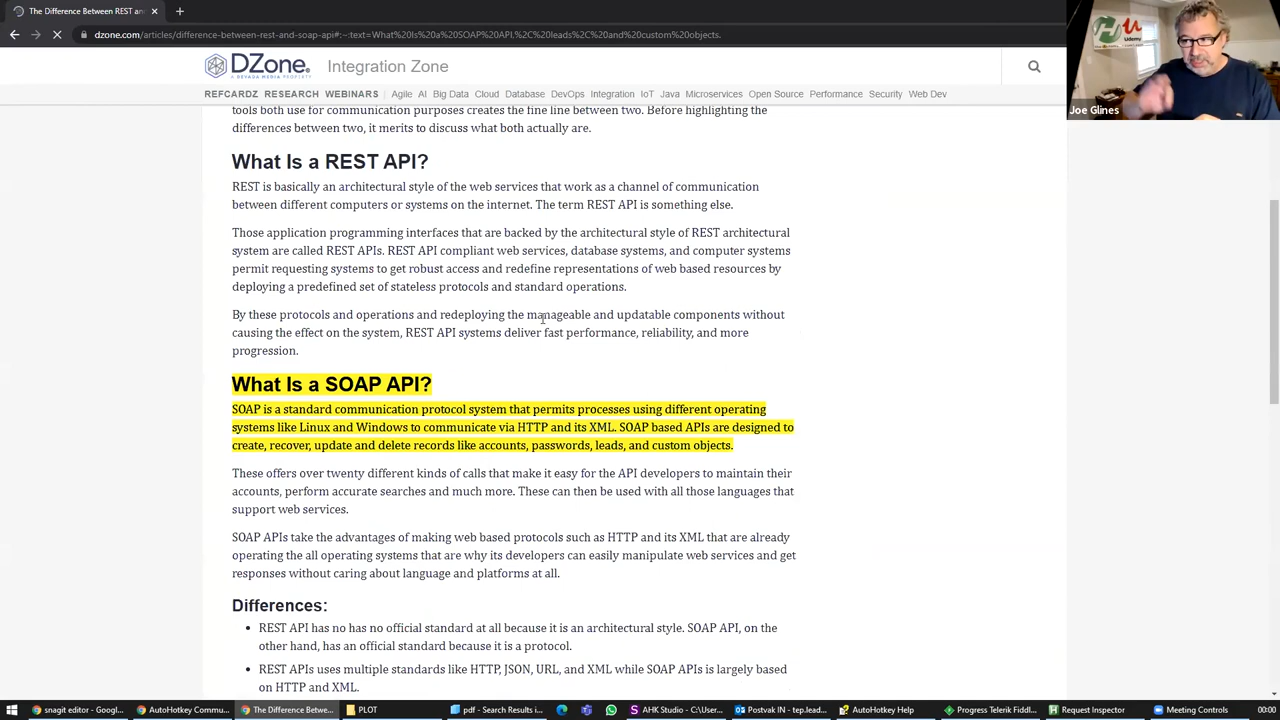 The Difference Between REST an
dzone.com/articles/difference-between-rest-and-soap-api#:~:text=What%20Is%20a%20SOAP%20API,%2C%20leads%2C%20and%20custom%20objects.
DZone.
A DEVADA MEDIA PROPERTY
Integration Zone
REFCARDZ RESEARCH WEBINARS Agile AI Big Data Cloud Database DevOps Integration IoT Java Microservices Open Source Performance Security Web Dev
Udemy
Joe Glines
tools both use for communication purposes creates the fine line between two. Before highlighting the
differences between two, it merits to discuss what both actually are.
What Is a REST API?
REST is basically an architectural style of the web services that work as a channel of communication
between different computers or systems on the internet. The term REST API is something else.
Those application programming interfaces that are backed by the architectural style of REST architectural
system are called REST APIs. REST API compliant web services, database systems, and computer systems
permit requesting systems to get robust access and redefine representations of web based resources by
deploying a predefined set of stateless protocols and standard operations.
By these protocols and operations and redeploying the manageable and updatable components without
causing the effect on the system, REST API systems deliver fast performance, reliability, and more
progression.
What Is a SOAP API?
SOAP is a standard communication protocol system that permits processes using different operating
systems like Linux and Windows to communicate via HTTP and its XML. SOAP based APIs are designed to
create, recover, update and delete records like accounts, passwords, leads, and custom objects.
These offers over twenty different kinds of calls that make it easy for the API developers to maintain their
accounts, perform accurate searches and much more. These can then be used with all those languages that
support web services.
SOAP APIs take the advantages of making web based protocols such as HTTP and its XML that are already
operating the all operating systems that are why its developers can easily manipulate web services and get
responses without caring about language and platforms at all.
Differences:
REST API has no has no official standard at all because it is an architectural style. SOAP API, on the
other hand, has an official standard because it is a protocol.
REST APIs uses multiple standards like HTTP, JSON, URL, and XML while SOAP APIs is largely based
on HTTP and XML.
snagit editor - Googl...
AutoHotkey Commu...
The Difference Betwe...
PLOT
pdf - Search Results i...
AHK Studio - C:\User...
Postvak IN - tep.lead...
AutoHotkey Help
Progress Telerik Fiddl...
Request Inspector
Meeting Controls
00:00